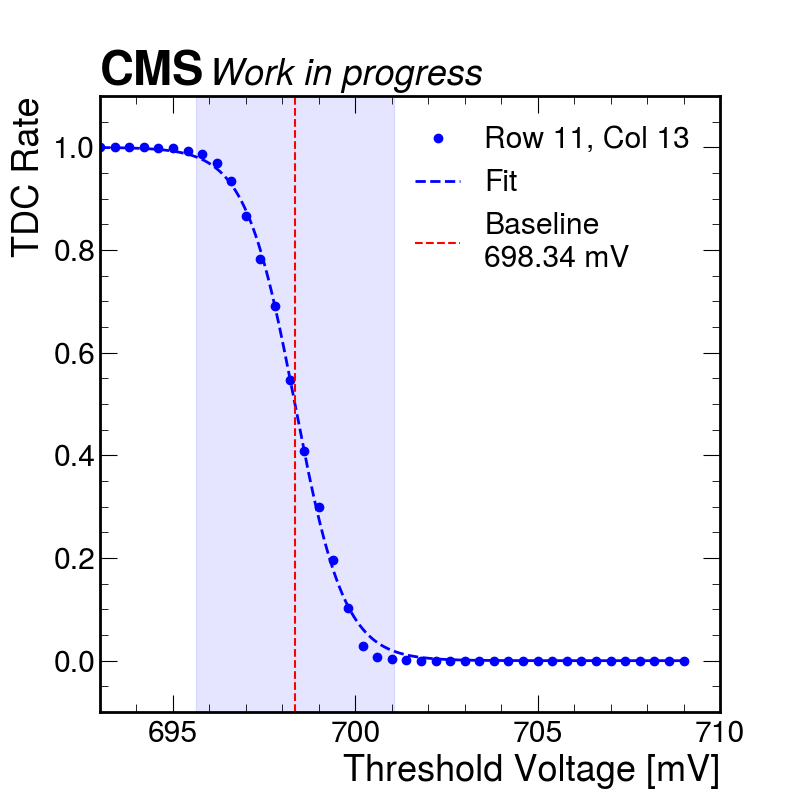 CMS Work in progress
TDC Rate
1.0
0.8
0.6
0.4
0.2
0.0
Row 11, Col 13
Fit
Baseline
698.34 mV
695
700
705
710
Threshold Voltage [mV]